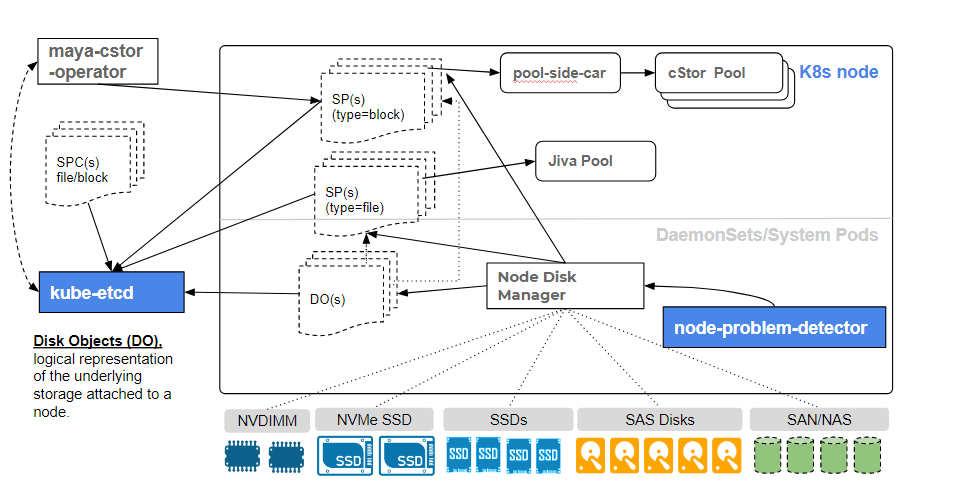 maya-cstor
-operator
SP(s)
(type=block)
pool-side-car
cStor Pool
K8s node
SPC(s)
file/block
SP(s)
(type=file)
Jiva Pool
DaemonSets/System Pods
kube-etcd
DO(s)
Node Disk
Manager
node-problem-detector
Disk Objects (DO),
logical representation
of the underlying
storage attached to a
node.
NVDIMM
NVMe SSD
SSDs
SAS Disks
SAN/NAS
SSD
SSD
SSD
SSD
SSD
SSD